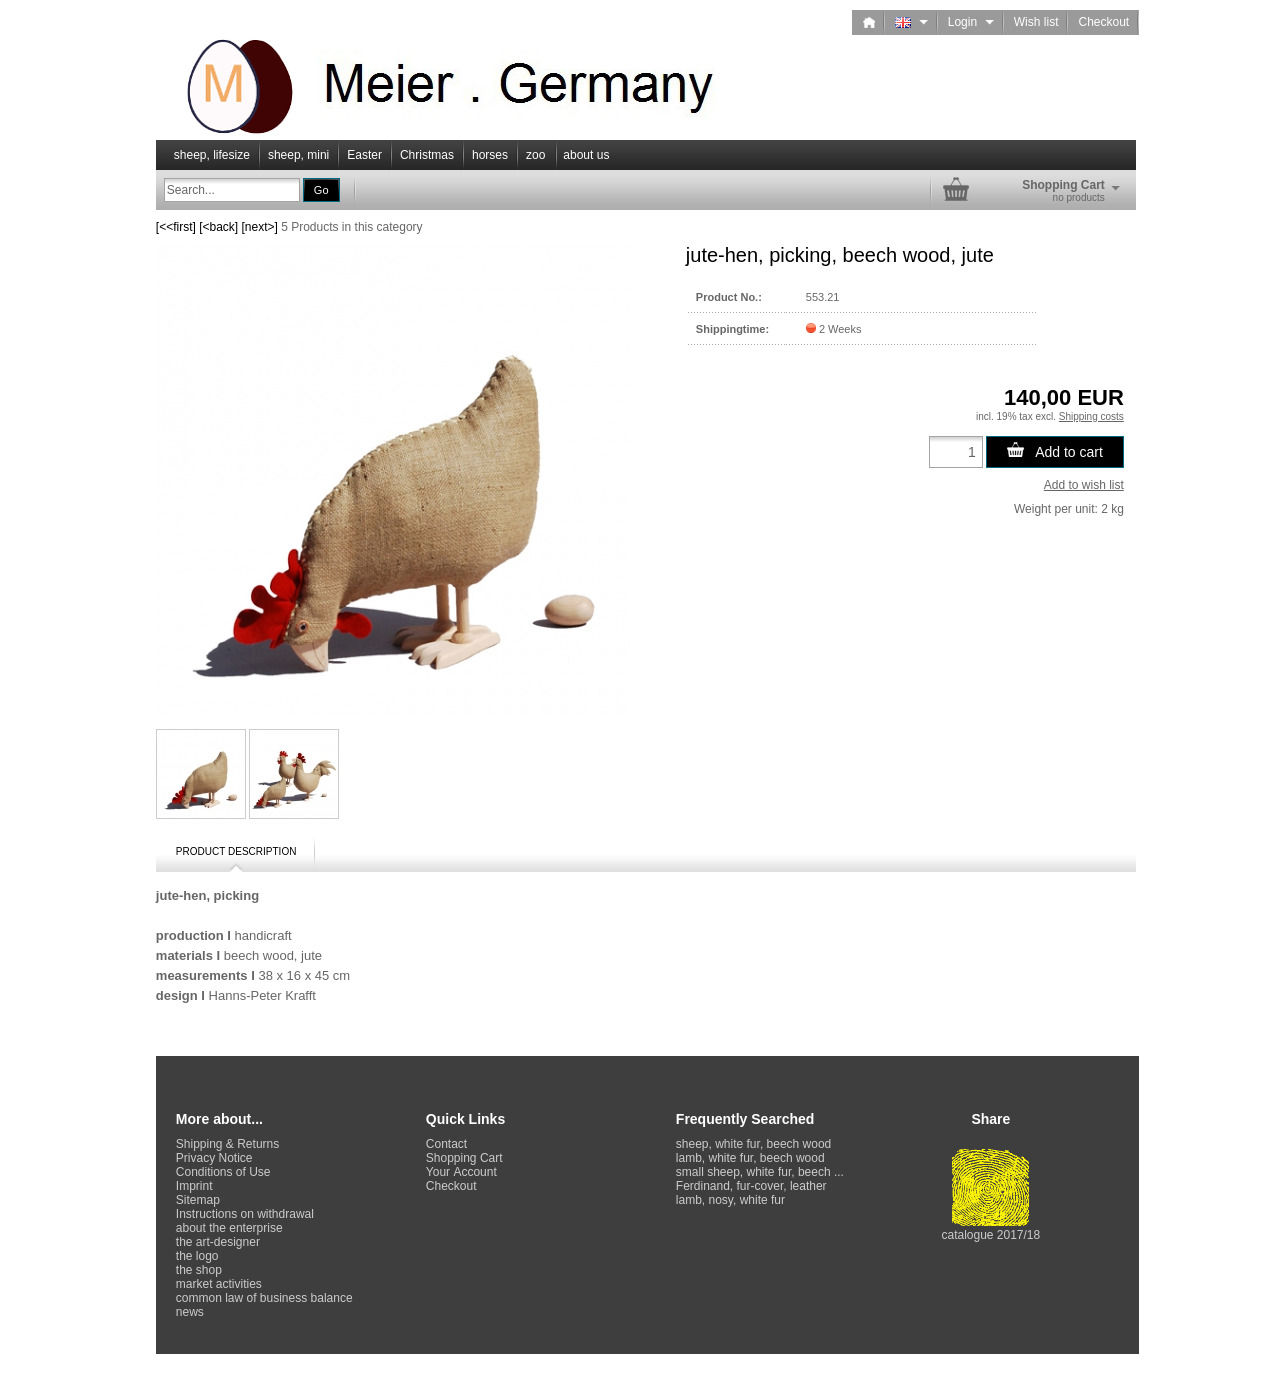 Login
Wish list
Checkout
M
Meier . Germany
sheep, lifesize
sheep, mini
Easter
Christmas
horses
zoo
about us
Search...
Go
Shopping Cart
no products
[<<first] [<back] [next>] 5 Products in this category
jute-hen, picking, beech wood, jute
Product No.: 553.21
Shippingtime: 2 Weeks
140,00 EUR
incl. 19% tax excl. Shipping costs
1
Add to cart
Add to wish list
Weight per unit: 2 kg
PRODUCT DESCRIPTION
jute-hen, picking
production I handicraft
materials I beech wood, jute
measurements I 38 x 16 x 45 cm
design I Hanns-Peter Krafft
More about...
Shipping & Returns
Privacy Notice
Conditions of Use
Imprint
Sitemap
Instructions on withdrawal
about the enterprise
the art-designer
the logo
the shop
market activities
common law of business balance
news
Quick Links
Contact
Shopping Cart
Your Account
Checkout
Frequently Searched
sheep, white fur, beech wood
lamb, white fur, beech wood
small sheep, white fur, beech ...
Ferdinand, fur-cover, leather
lamb, nosy, white fur
Share
catalogue 2017/18